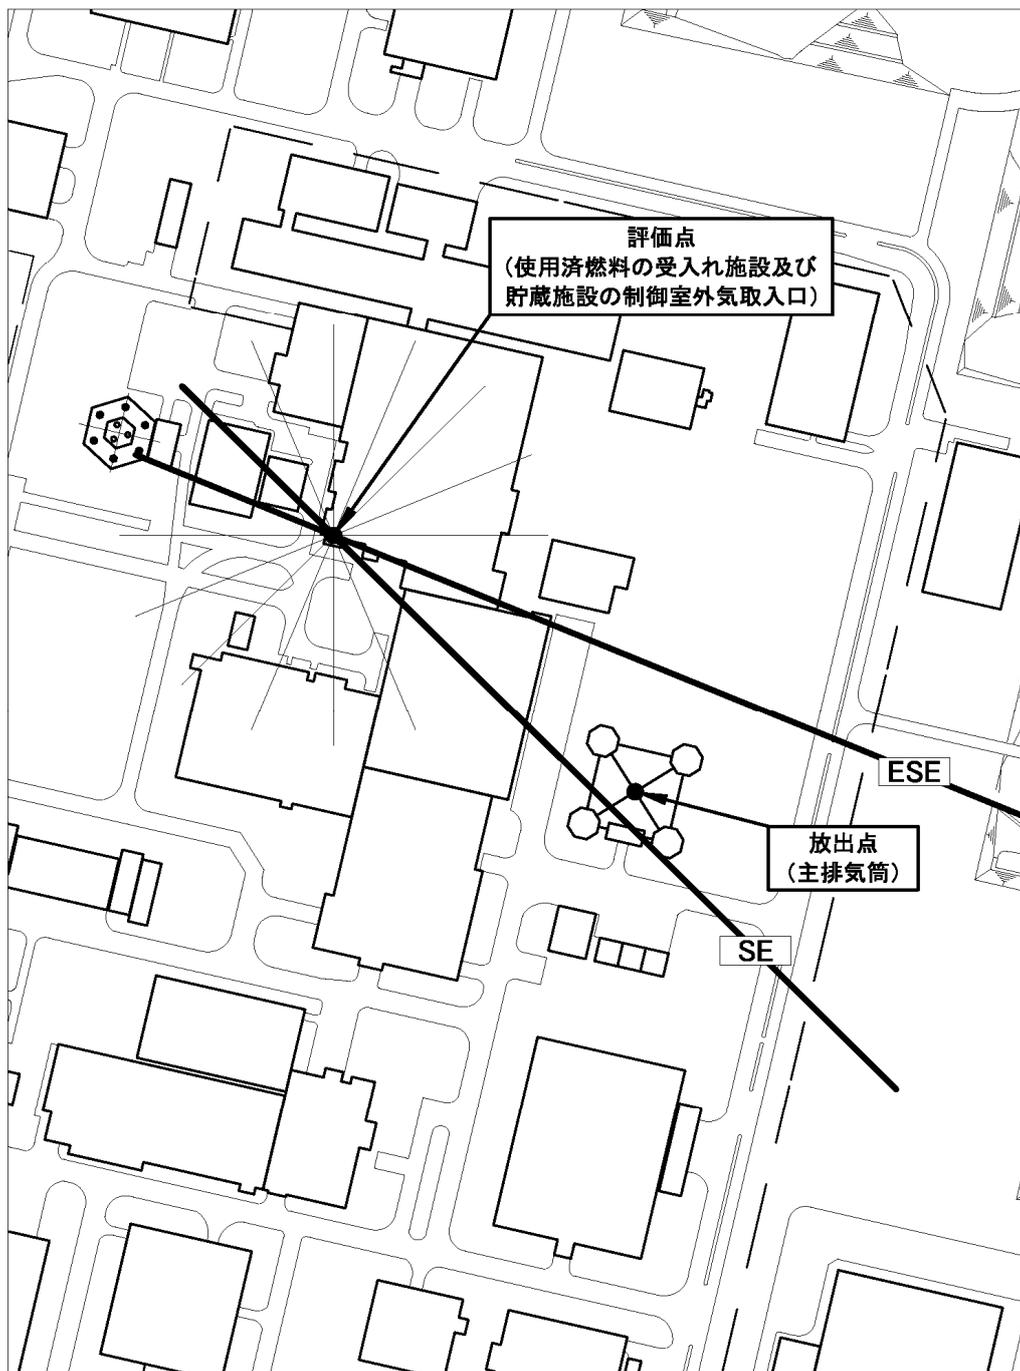 評価点
（使用済燃料の受入れ施設及び
貯蔵施設の制御室外気取入口）
ESE
放出点
（主排気筒）
SE